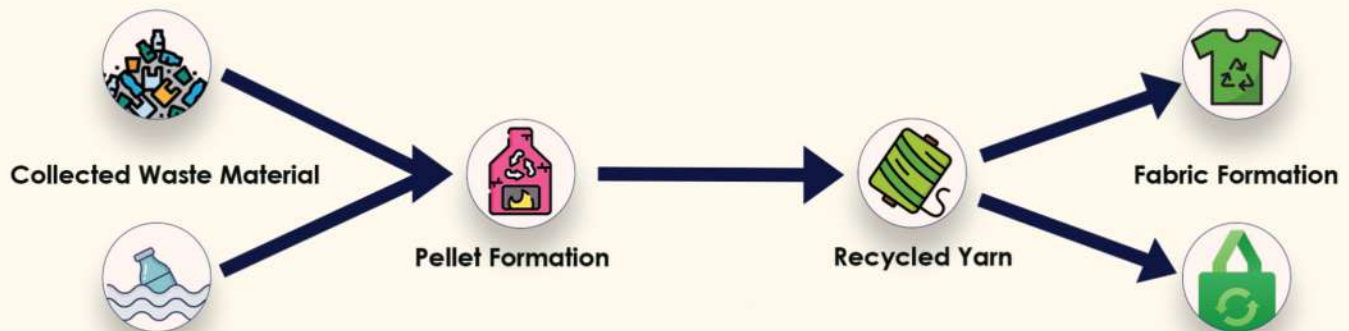 Collected Waste Material
Pellet Formation
Recycled Yarn
Fabric Formation